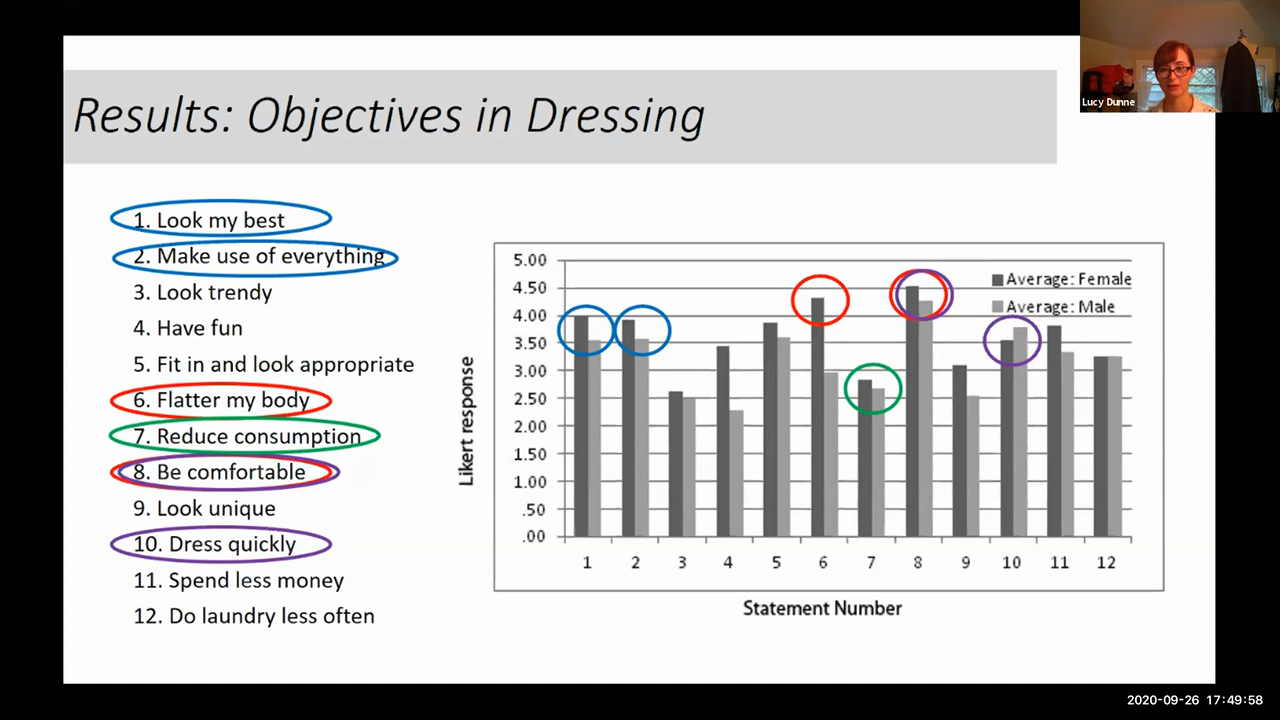 Results: Objectives in Dressing
Lucy Dunne
1. Look my best
2. Make use of everything
3. Look trendy
4. Have fun
5. Fit in and look appropriate
6. Flatter my body
7. Reduce consumption
8. Be comfortable
9. Look unique
10. Dress quickly
11. Spend less money
12. Do laundry less often
Likert response
5.00
4.50
4.00
3.50
3.00
2.50
2.00
1.50
1.00
.50
.00
Average: Female
Average: Male
1 2 3 4 5 6 7 8 9 10 11 12
Statement Number
2020-09-26 17:49:58